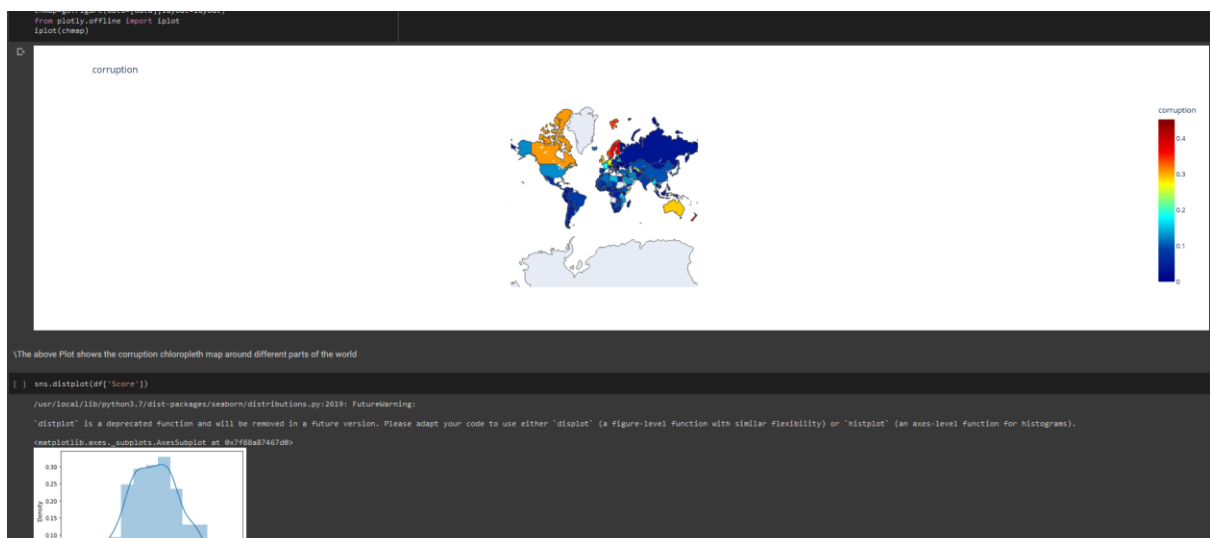 from plotly.offline import iplot
iplot(chmap)
corruption
corruption
0.4
0.3
0.2
0.1
0
\The above Plot shows the corruption chloropleth map around different parts of the world
[ ] sns.distplot(df['Score'])
/usr/local/lib/python3.7/dist-packages/seaborn/distributions.py:2619: FutureWarning:
`distplot` is a deprecated function and will be removed in a future version. Please adapt your code to use either `displot` (a figure-level function with similar flexibility) or `histplot` (an axes-level function for histograms).
<matplotlib.axes._subplots.AxesSubplot at 0x7f88a87467d0>
0.30
0.25
0.20
0.15
0.10
Density